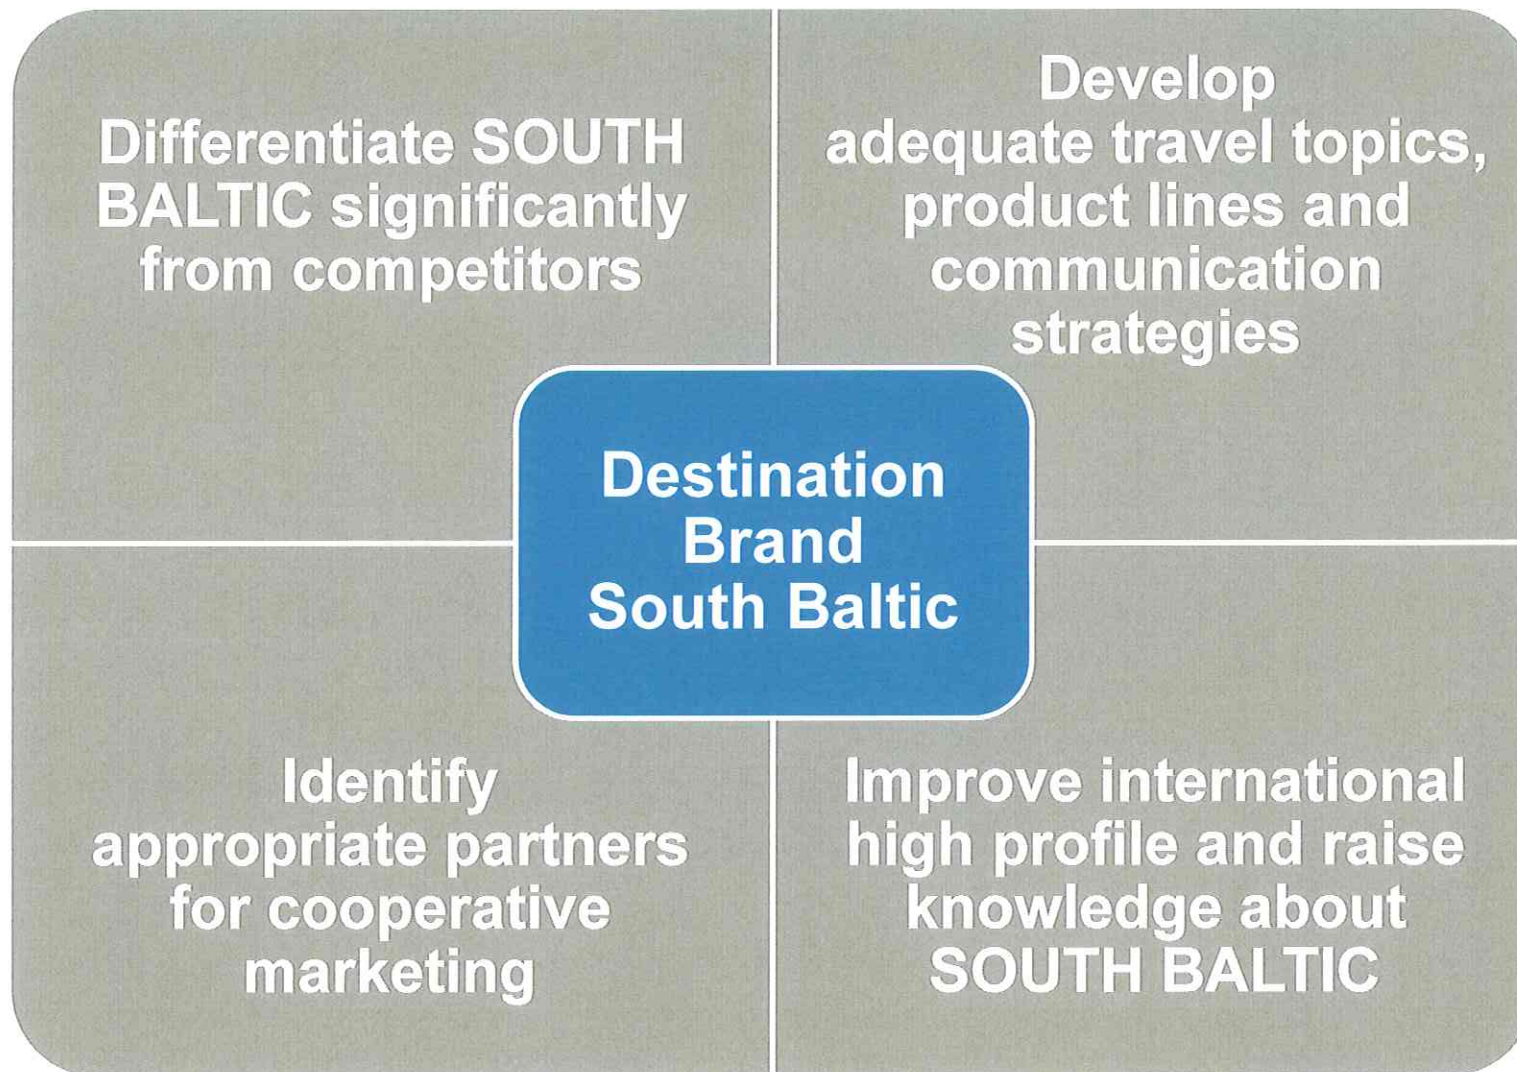 Differentiate SOUTH
BALTIC significantly
from competitors
Develop
adequate travel topics,
product lines and
communication
strategies
Destination
Brand
South Baltic
Identify
appropriate partners
for cooperative
marketing
Improve international
high profile and raise
knowledge about
SOUTH BALTIC